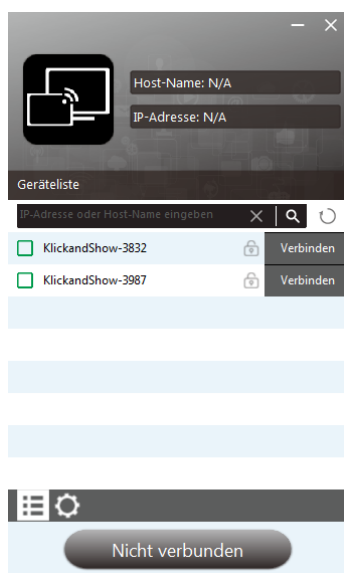 Host-Name: N/A
IP-Adresse: N/A
Geräteliste
IP-Adresse oder Host-Name eingeben
KlickandShow-3832 Verbinden
KlickandShow-3987 Verbinden
Nicht verbunden